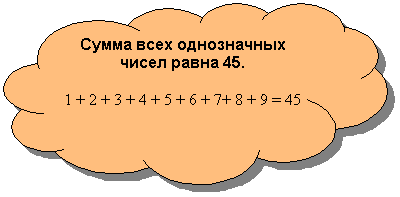 Сумма всех однозначных
чисел равна 45.
1 + 2 + 3 + 4 + 5 + 6 + 7+ 8 + 9 = 45